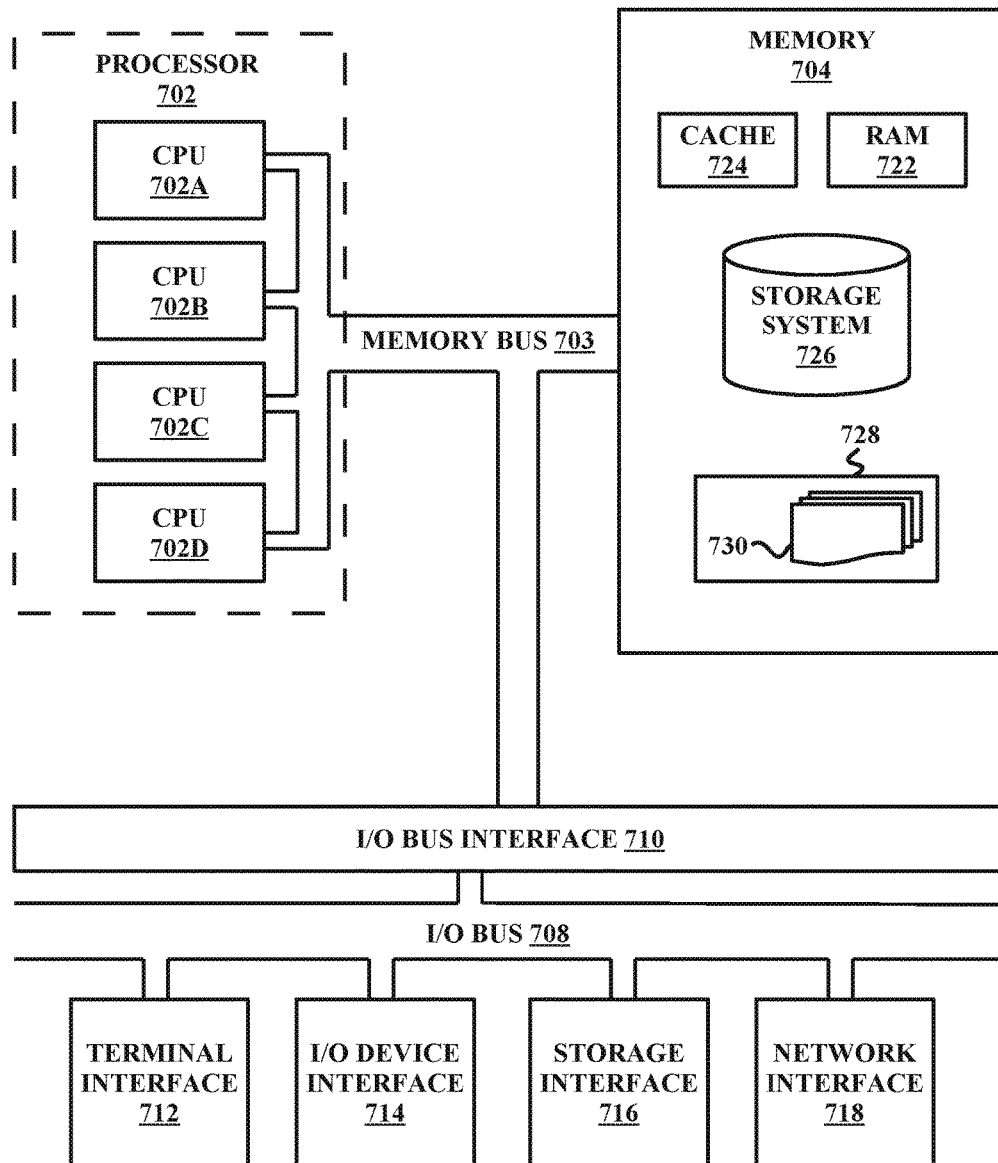 PROCESSOR
702
CPU
702A
CPU
702B
CPU
702C
CPU
702D
MEMORY BUS 703
MEMORY
704
CACHE
724
RAM
722
STORAGE
SYSTEM
726
728
730
I/O BUS INTERFACE 710
I/O BUS 708
TERMINAL
INTERFACE
712
I/O DEVICE
INTERFACE
714
STORAGE
INTERFACE
716
NETWORK
INTERFACE
718